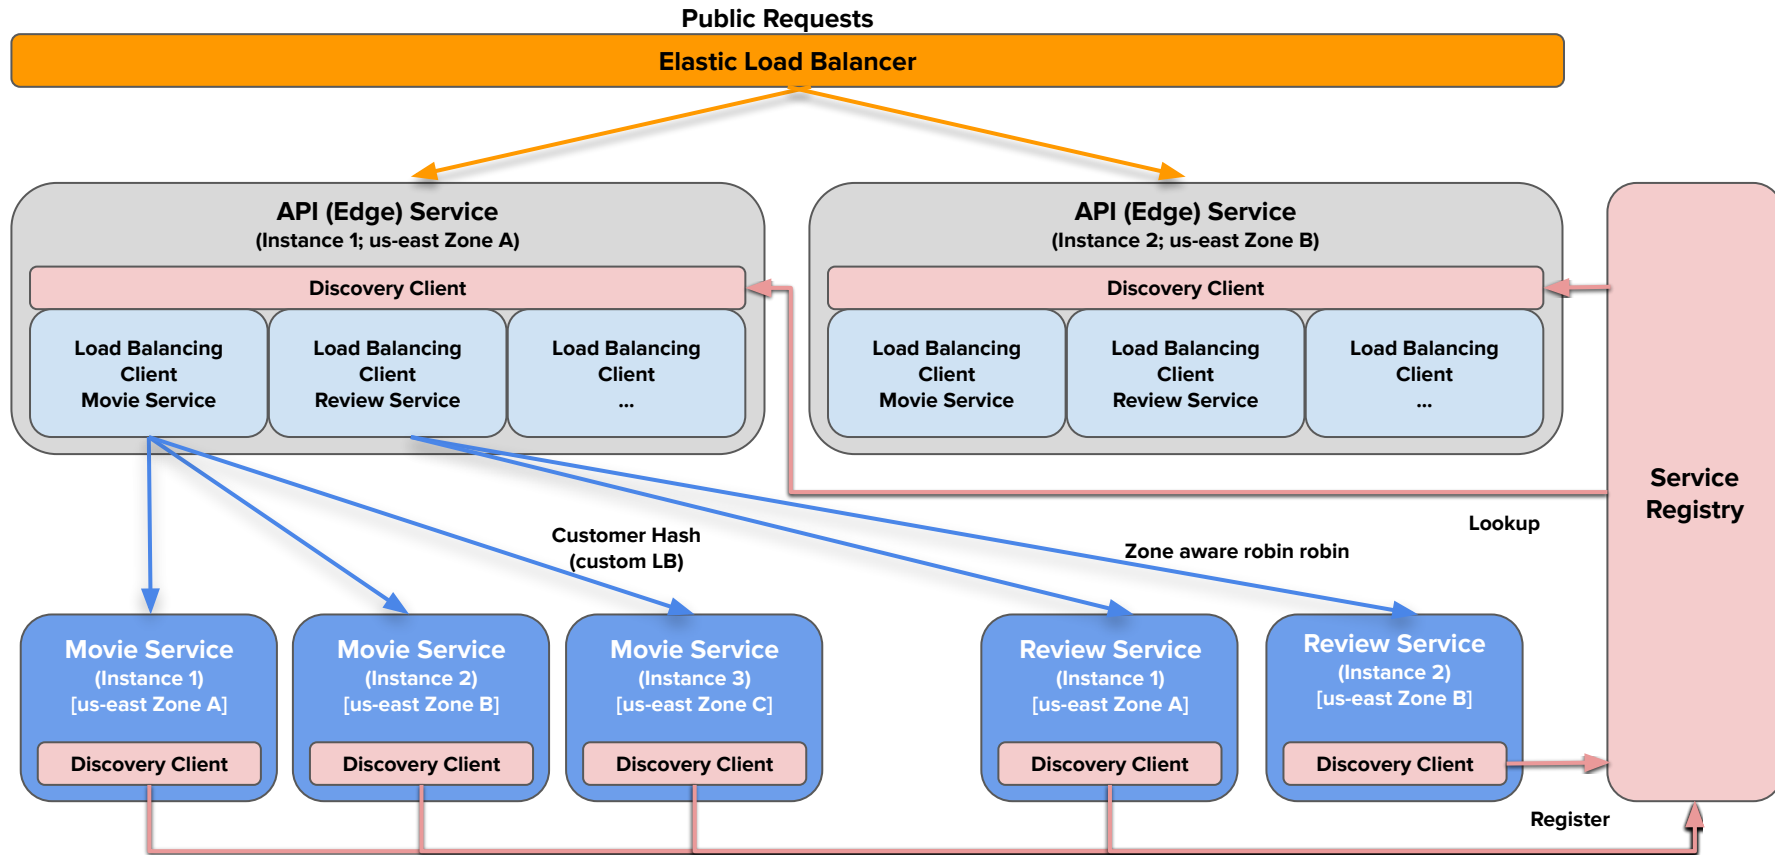 Public Requests
Elastic Load Balancer
API (Edge) Service
(Instance 1; us-east Zone A)
Discovery Client
Load Balancing
Client
Movie Service
Load Balancing
Client
Review Service
Load Balancing
Client
...
API (Edge) Service
(Instance 2; us-east Zone B)
Discovery Client
Load Balancing
Client
Movie Service
Load Balancing
Client
Review Service
Load Balancing
Client
...
Service
Registry
Lookup
Customer Hash
(custom LB)
Zone aware robin robin
Movie Service
(Instance 1)
[us-east Zone A]
Discovery Client
Movie Service
(Instance 2)
[us-east Zone B]
Discovery Client
Movie Service
(Instance 3)
[us-east Zone C]
Discovery Client
Review Service
(Instance 1)
[us-east Zone A]
Discovery Client
Review Service
(Instance 2)
[us-east Zone B]
Discovery Client
Register